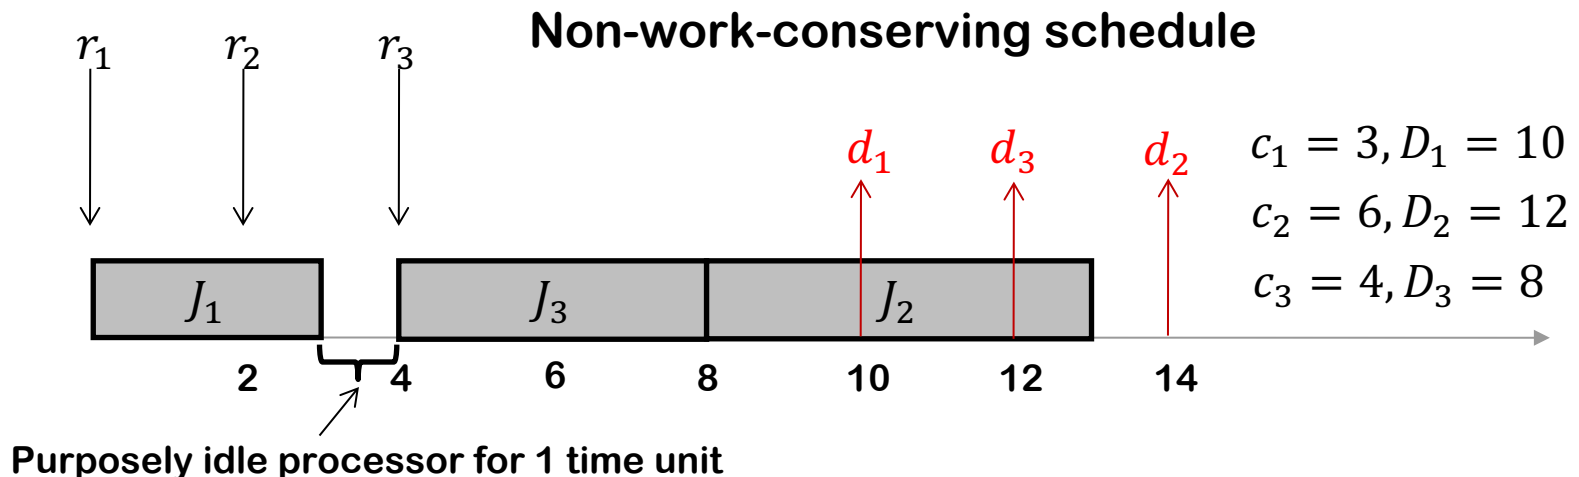 Non-work-conserving schedule
r₁ r₂ r₃
d₁ d₃ d₂
c₁ = 3, D₁ = 10
c₂ = 6, D₂ = 12
c₃ = 4, D₃ = 8
J₁ J₃ J₂
2 4 6 8 10 12 14
Purposely idle processor for 1 time unit